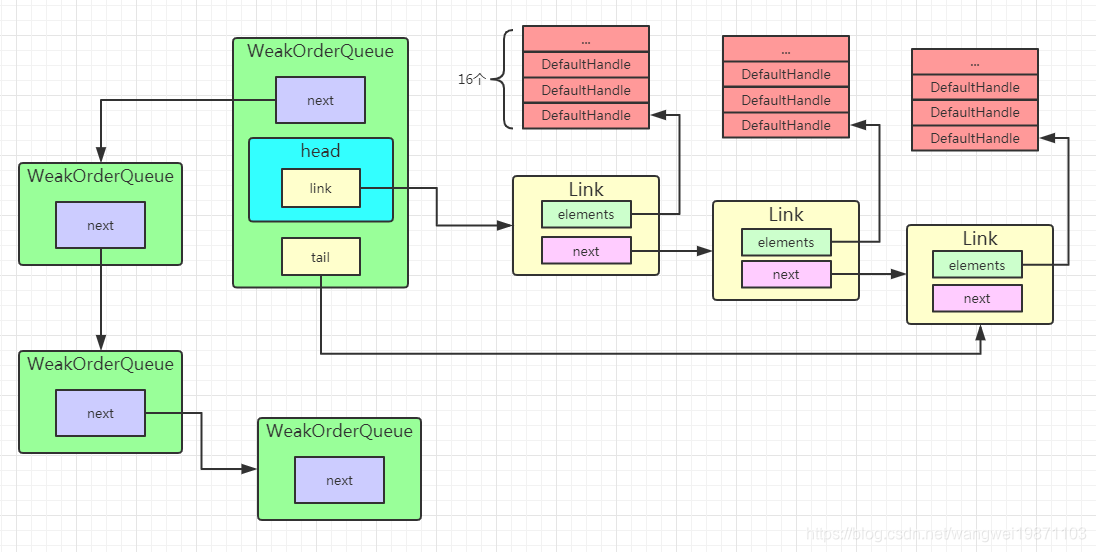 WeakOrderQueue
next
head
link
tail
WeakOrderQueue
next
WeakOrderQueue
next
WeakOrderQueue
next
16个
...
DefaultHandle
DefaultHandle
DefaultHandle
Link
elements
next
...
DefaultHandle
DefaultHandle
DefaultHandle
Link
elements
next
...
DefaultHandle
DefaultHandle
DefaultHandle
Link
elements
next
https://blog.csdn.net/wangwei19871103